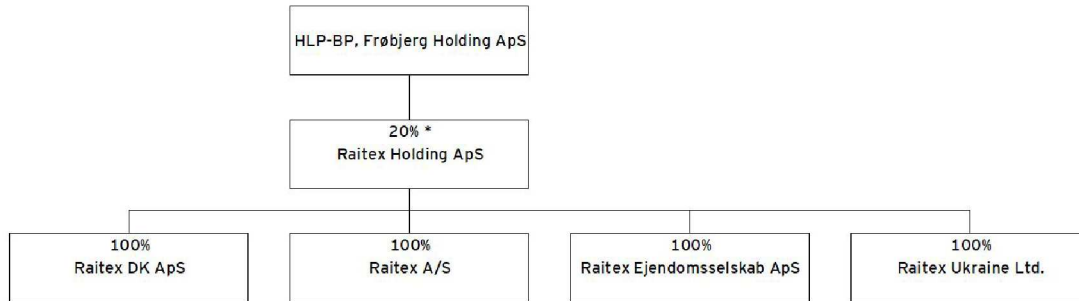 HLP-BP, Frøbjerg Holding ApS
20% *
Raitex Holding ApS
100%
Raitex DK ApS
100%
Raitex A/S
100%
Raitex Ejendomsselskab ApS
100%
Raitex Ukraine Ltd.